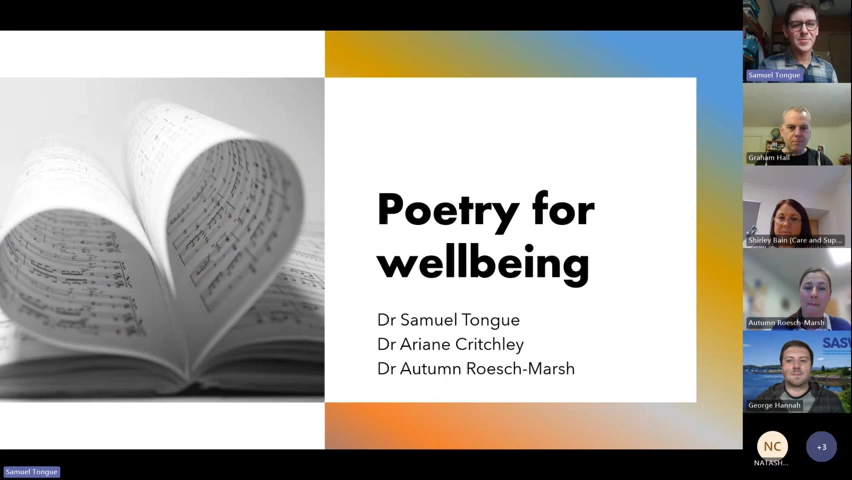 Poetry for
wellbeing
Dr Samuel Tongue
Dr Ariane Critchley
Dr Autumn Roesch-Marsh
Samuel Tongue
Graham Hall
Shirley Bain (Care and Sup...
Autumn Roesch-Marsh
SASW
George Hannah
NC
+3
NATASH...
Samuel Tongue